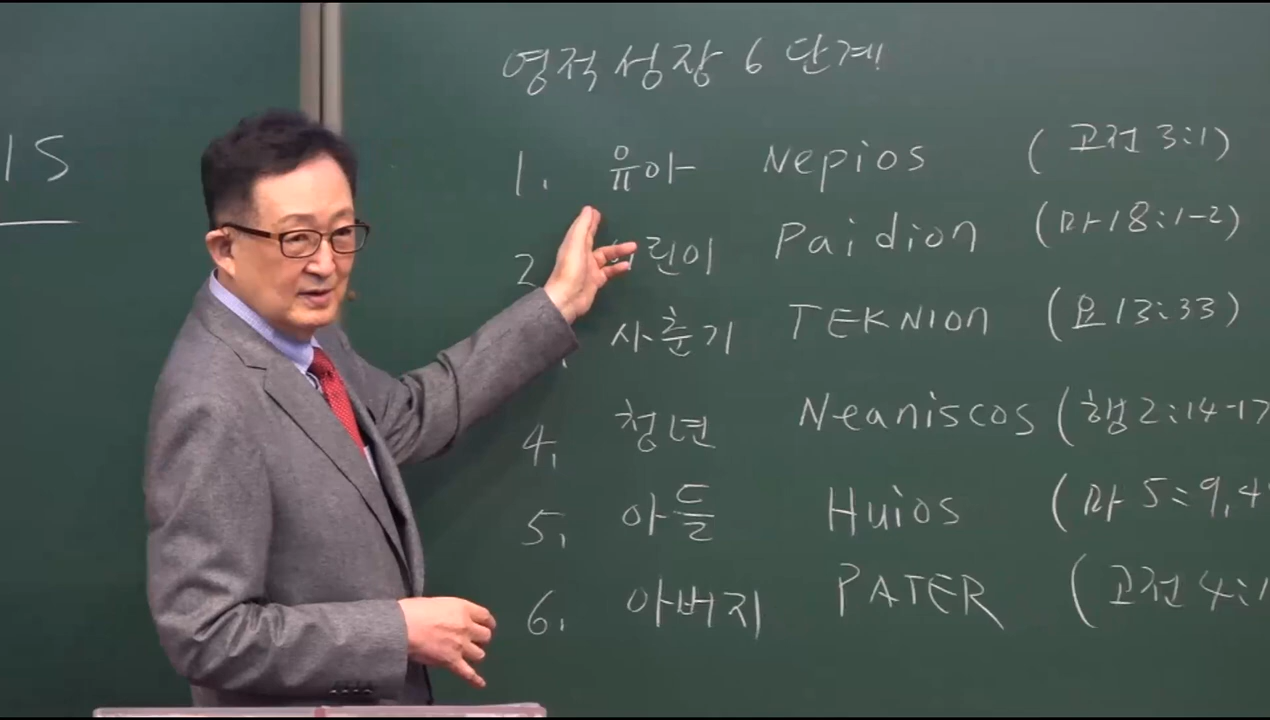 IS
영적성장 6단계
1. 유아 Nepios (고전 3:1)
2 어린이 Paidion (마 18:1-2)
사춘기 TEKNION (요 13:33)
4. 청년 Neaniscos (행 2:14-17
5. 아들 Huios (마 5:9,4
6. 아버지 PATER (고전 4:1